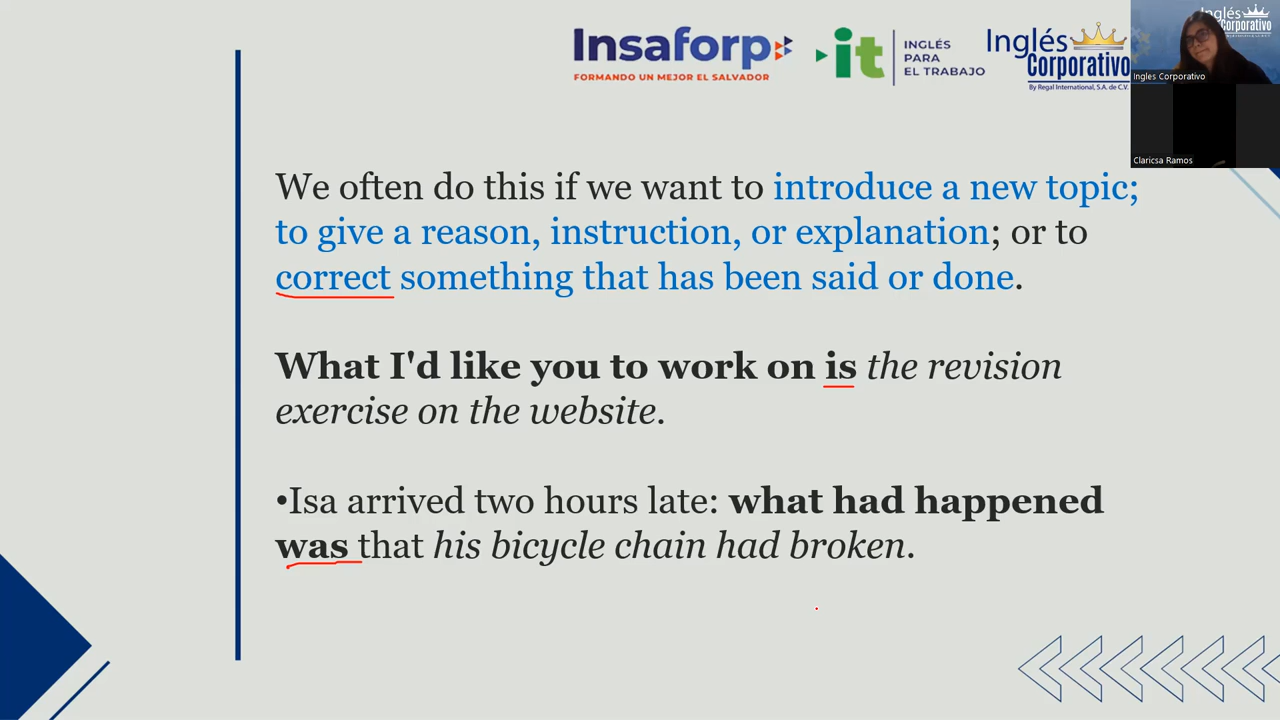 Insaforp
FORMANDO UN MEJOR EL SALVADOR
it
INGLÉS
PARA
EL TRABAJO
Inglés
Corporativo
By Regal International, S.A. de C.V.
Inglés
Corporativo
Ingles Corporativo
Claricsa Ramos
We often do this if we want to introduce a new topic;
to give a reason, instruction, or explanation; or to
correct something that has been said or done.
What I'd like you to work on is the revision
exercise on the website.
•Isa arrived two hours late: what had happened
was that his bicycle chain had broken.